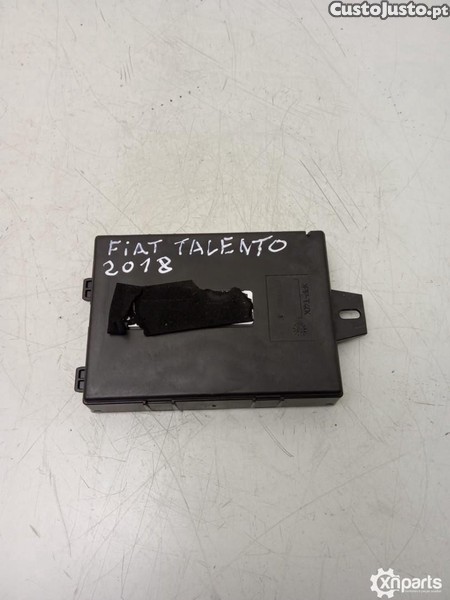 CustoJusto.pt
FiAT TALENTO
2018
xnparts